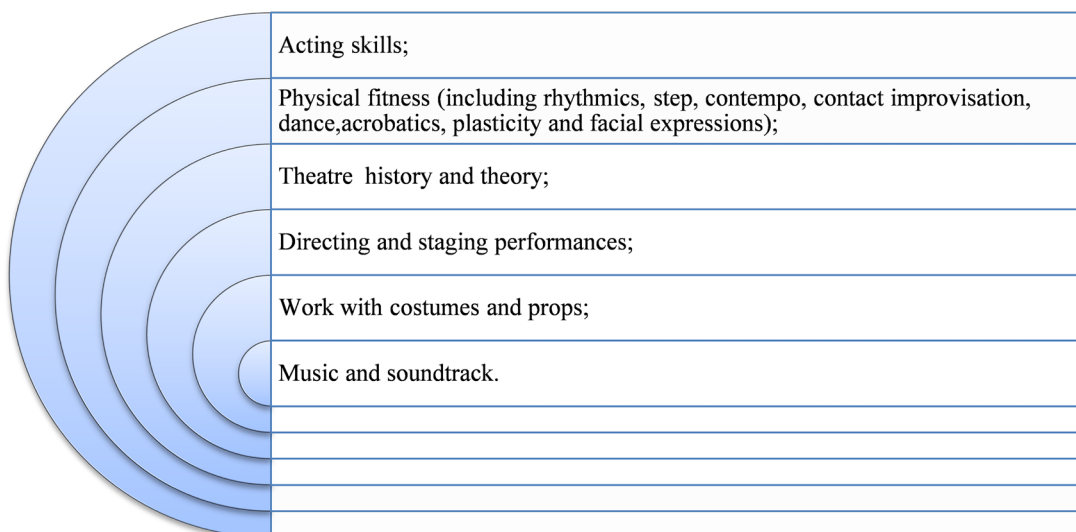 Acting skills;
Physical fitness (including rhythmics, step, contempo, contact improvisation,
dance,acrobatics, plasticity and facial expressions);
Theatre history and theory;
Directing and staging performances;
Work with costumes and props;
Music and soundtrack.